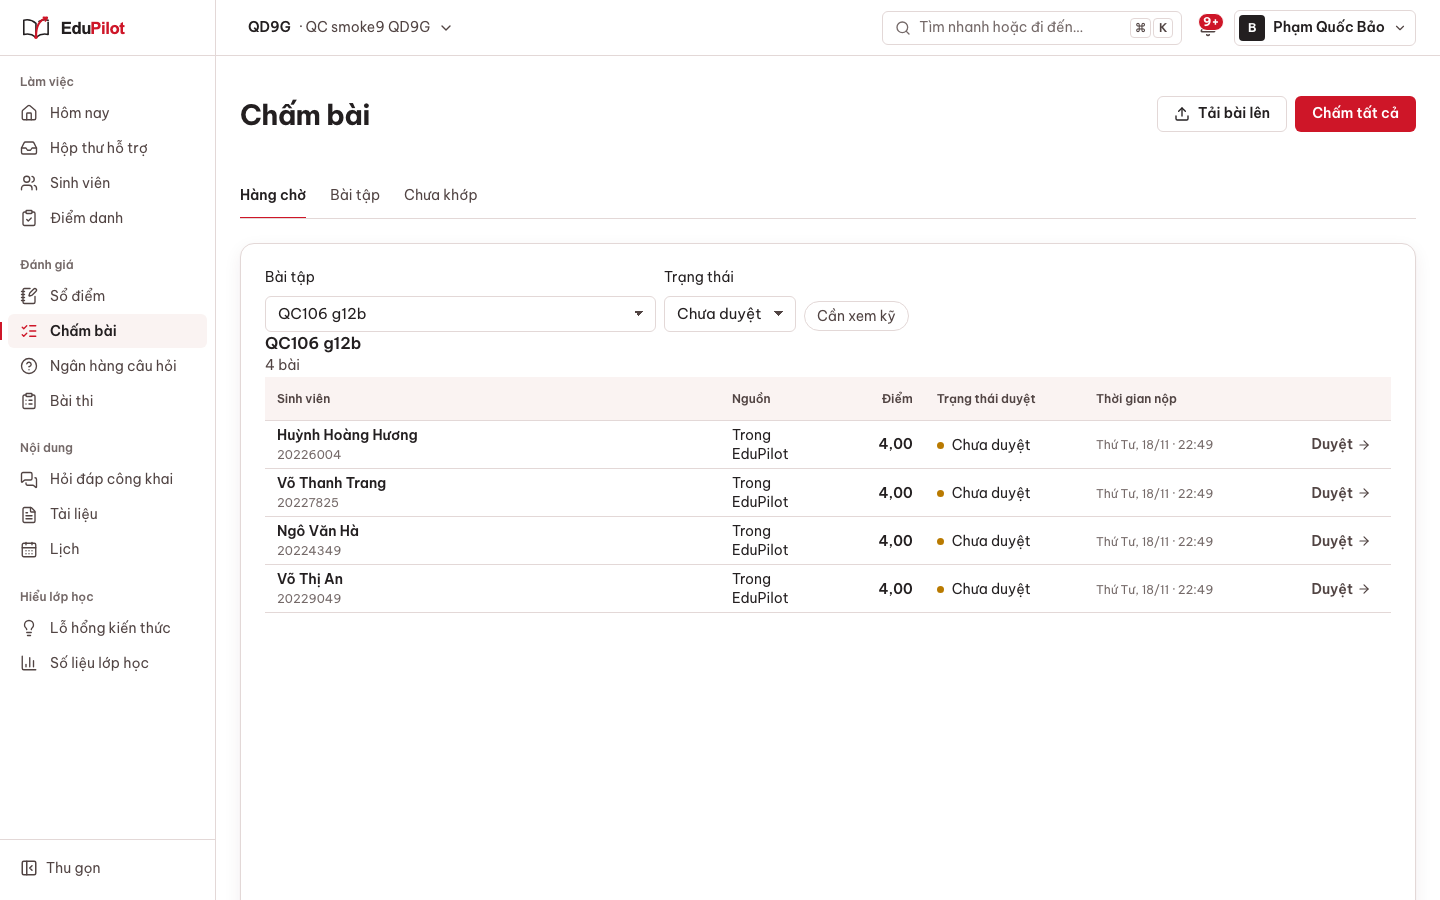 EduPilot
QD9G · QC smoke9 QD9G
Tìm nhanh hoặc đi đến... ⌘ K
9+
B Phạm Quốc Bảo
Làm việc
Hôm nay
Hộp thư hỗ trợ
Sinh viên
Điểm danh
Đánh giá
Sổ điểm
Chấm bài
Ngân hàng câu hỏi
Bài thi
Nội dung
Hỏi đáp công khai
Tài liệu
Lịch
Hiểu lớp học
Lỗ hổng kiến thức
Số liệu lớp học
Thu gọn
Chấm bài
Tải bài lên
Chấm tất cả
Hàng chờ Bài tập Chưa khớp
Bài tập Trạng thái
QC106 g12b Chưa duyệt Cần xem kỹ
QC106 g12b
4 bài
Sinh viên Nguồn Điểm Trạng thái duyệt Thời gian nộp
Huỳnh Hoàng Hương Trong EduPilot 4,00 Chưa duyệt Thứ Tư, 18/11 · 22:49 Duyệt →
20226004
Võ Thanh Trang Trong EduPilot 4,00 Chưa duyệt Thứ Tư, 18/11 · 22:49 Duyệt →
20227825
Ngô Văn Hà Trong EduPilot 4,00 Chưa duyệt Thứ Tư, 18/11 · 22:49 Duyệt →
20224349
Võ Thị An Trong EduPilot 4,00 Chưa duyệt Thứ Tư, 18/11 · 22:49 Duyệt →
20229049